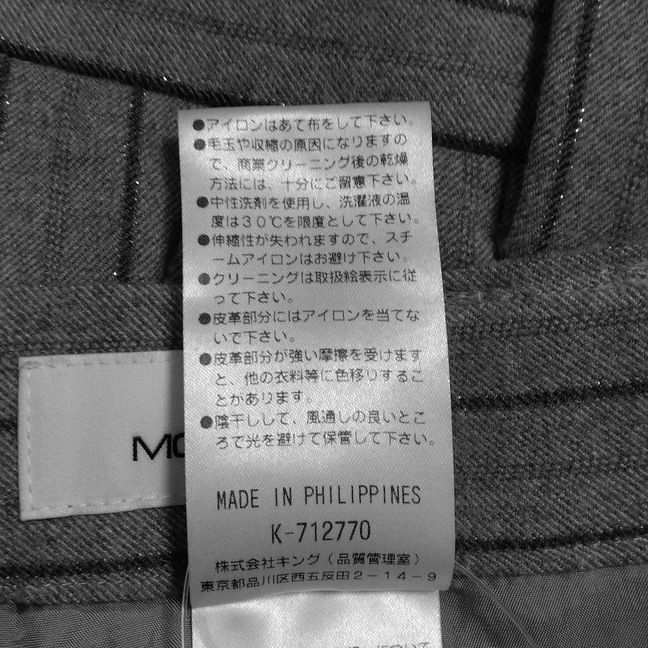 ●アイロンはあて布をして下さい。
●毛玉や収縮の原因になりますの
で、商業クリーニング後の乾燥
方法には、十分にご留意下さい。
●中性洗剤を使用し、洗濯液の温
度は30℃を限度として下さい。
●伸縮性が失われますので、スチ
ームアイロンはお避け下さい。
●クリーニングは取扱絵表示に従
って下さい。
●皮革部分にはアイロンを当てな
いで下さい。
●皮革部分が強い摩擦を受けます
と、他の衣料等に色移りするこ
とがあります。
●陰干しして、風通しの良いとこ
ろで光を避けて保管して下さい。
MADE IN PHILIPPINES
K-712770
株式会社キング(品質管理室)
東京都品川区西五反田2-14-9
MO